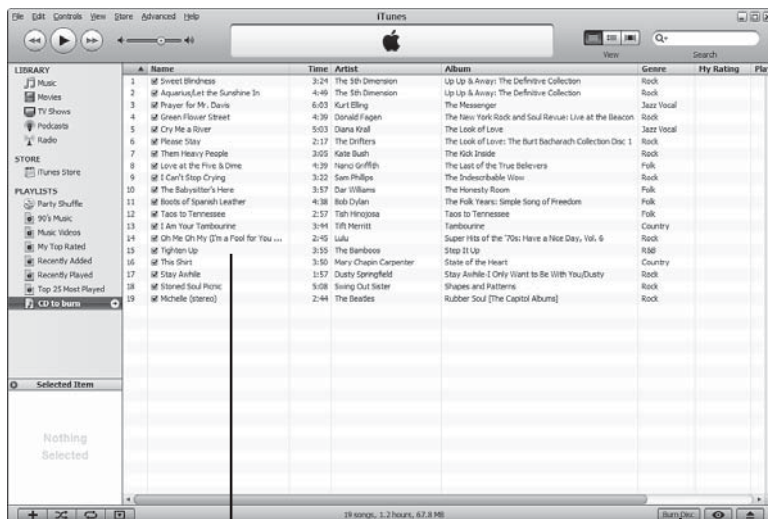 File Edit Controls View Store Advanced Help
iTunes
View
Search
LIBRARY
Music
Movies
TV Shows
Podcasts
Radio
STORE
iTunes Store
PLAYLISTS
Party Shuffle
90's Music
Music Videos
My Top Rated
Recently Added
Recently Played
Top 25 Most Played
CD to burn
Selected Item
Nothing
Selected
Name Time Artist Album Genre My Rating Pla
1 Sweet Blindness 3:24 The 5th Dimension Up Up & Away: The Definitive Collection Rock
2 Aquarius/Let the Sunshine In 4:49 The 5th Dimension Up Up & Away: The Definitive Collection Rock
3 Prayer for Mr. Davis 6:03 Kurt Elling The Messenger Jazz Vocal
4 Green Flower Street 4:39 Donald Fagen The New York Rock and Soul Revue: Live at the Beacon Rock
5 Cry Me a River 5:03 Diana Krall The Look of Love Jazz Vocal
6 Please Stay 2:17 The Drifters The Look of Love: The Burt Bacharach Collection Disc 1 Rock
7 Them Heavy People 3:05 Kate Bush The Kick Inside Rock
8 Love at the Five & Dime 4:39 Nanci Griffith The Last of the True Believers Folk
9 I Can't Stop Crying 3:22 Sam Phillips The Indescribable Wow Rock
10 The Babysitter's Here 3:57 Dar Williams The Honesty Room Folk
11 Boots of Spanish Leather 4:38 Bob Dylan The Folk Years: Simple Song of Freedom Folk
12 Taos to Tennessee 2:57 Tish Hinojosa Taos to Tennessee Folk
13 I Am Your Tambourine 3:44 Tift Merritt Tambourine Country
14 Oh Me Oh My (I'm a Fool for You ... 2:45 Lulu Super Hits of the '70s: Have a Nice Day, Vol. 6 Rock
15 Tighten Up 3:55 The Bamboos Step It Up R&B
16 This Shirt 3:50 Mary Chapin Carpenter State of the Heart Country
17 Stay Awhile 1:57 Dusty Springfield Stay Awhile-I Only Want to Be With You/Dusty Rock
18 Stoned Soul Picnic 5:08 Swing Out Sister Shapes and Patterns Rock
19 Michelle (stereo) 2:44 The Beatles Rubber Soul [The Capitol Albums] Rock
19 songs, 1.2 hours, 67.8 MB
Burn Disc